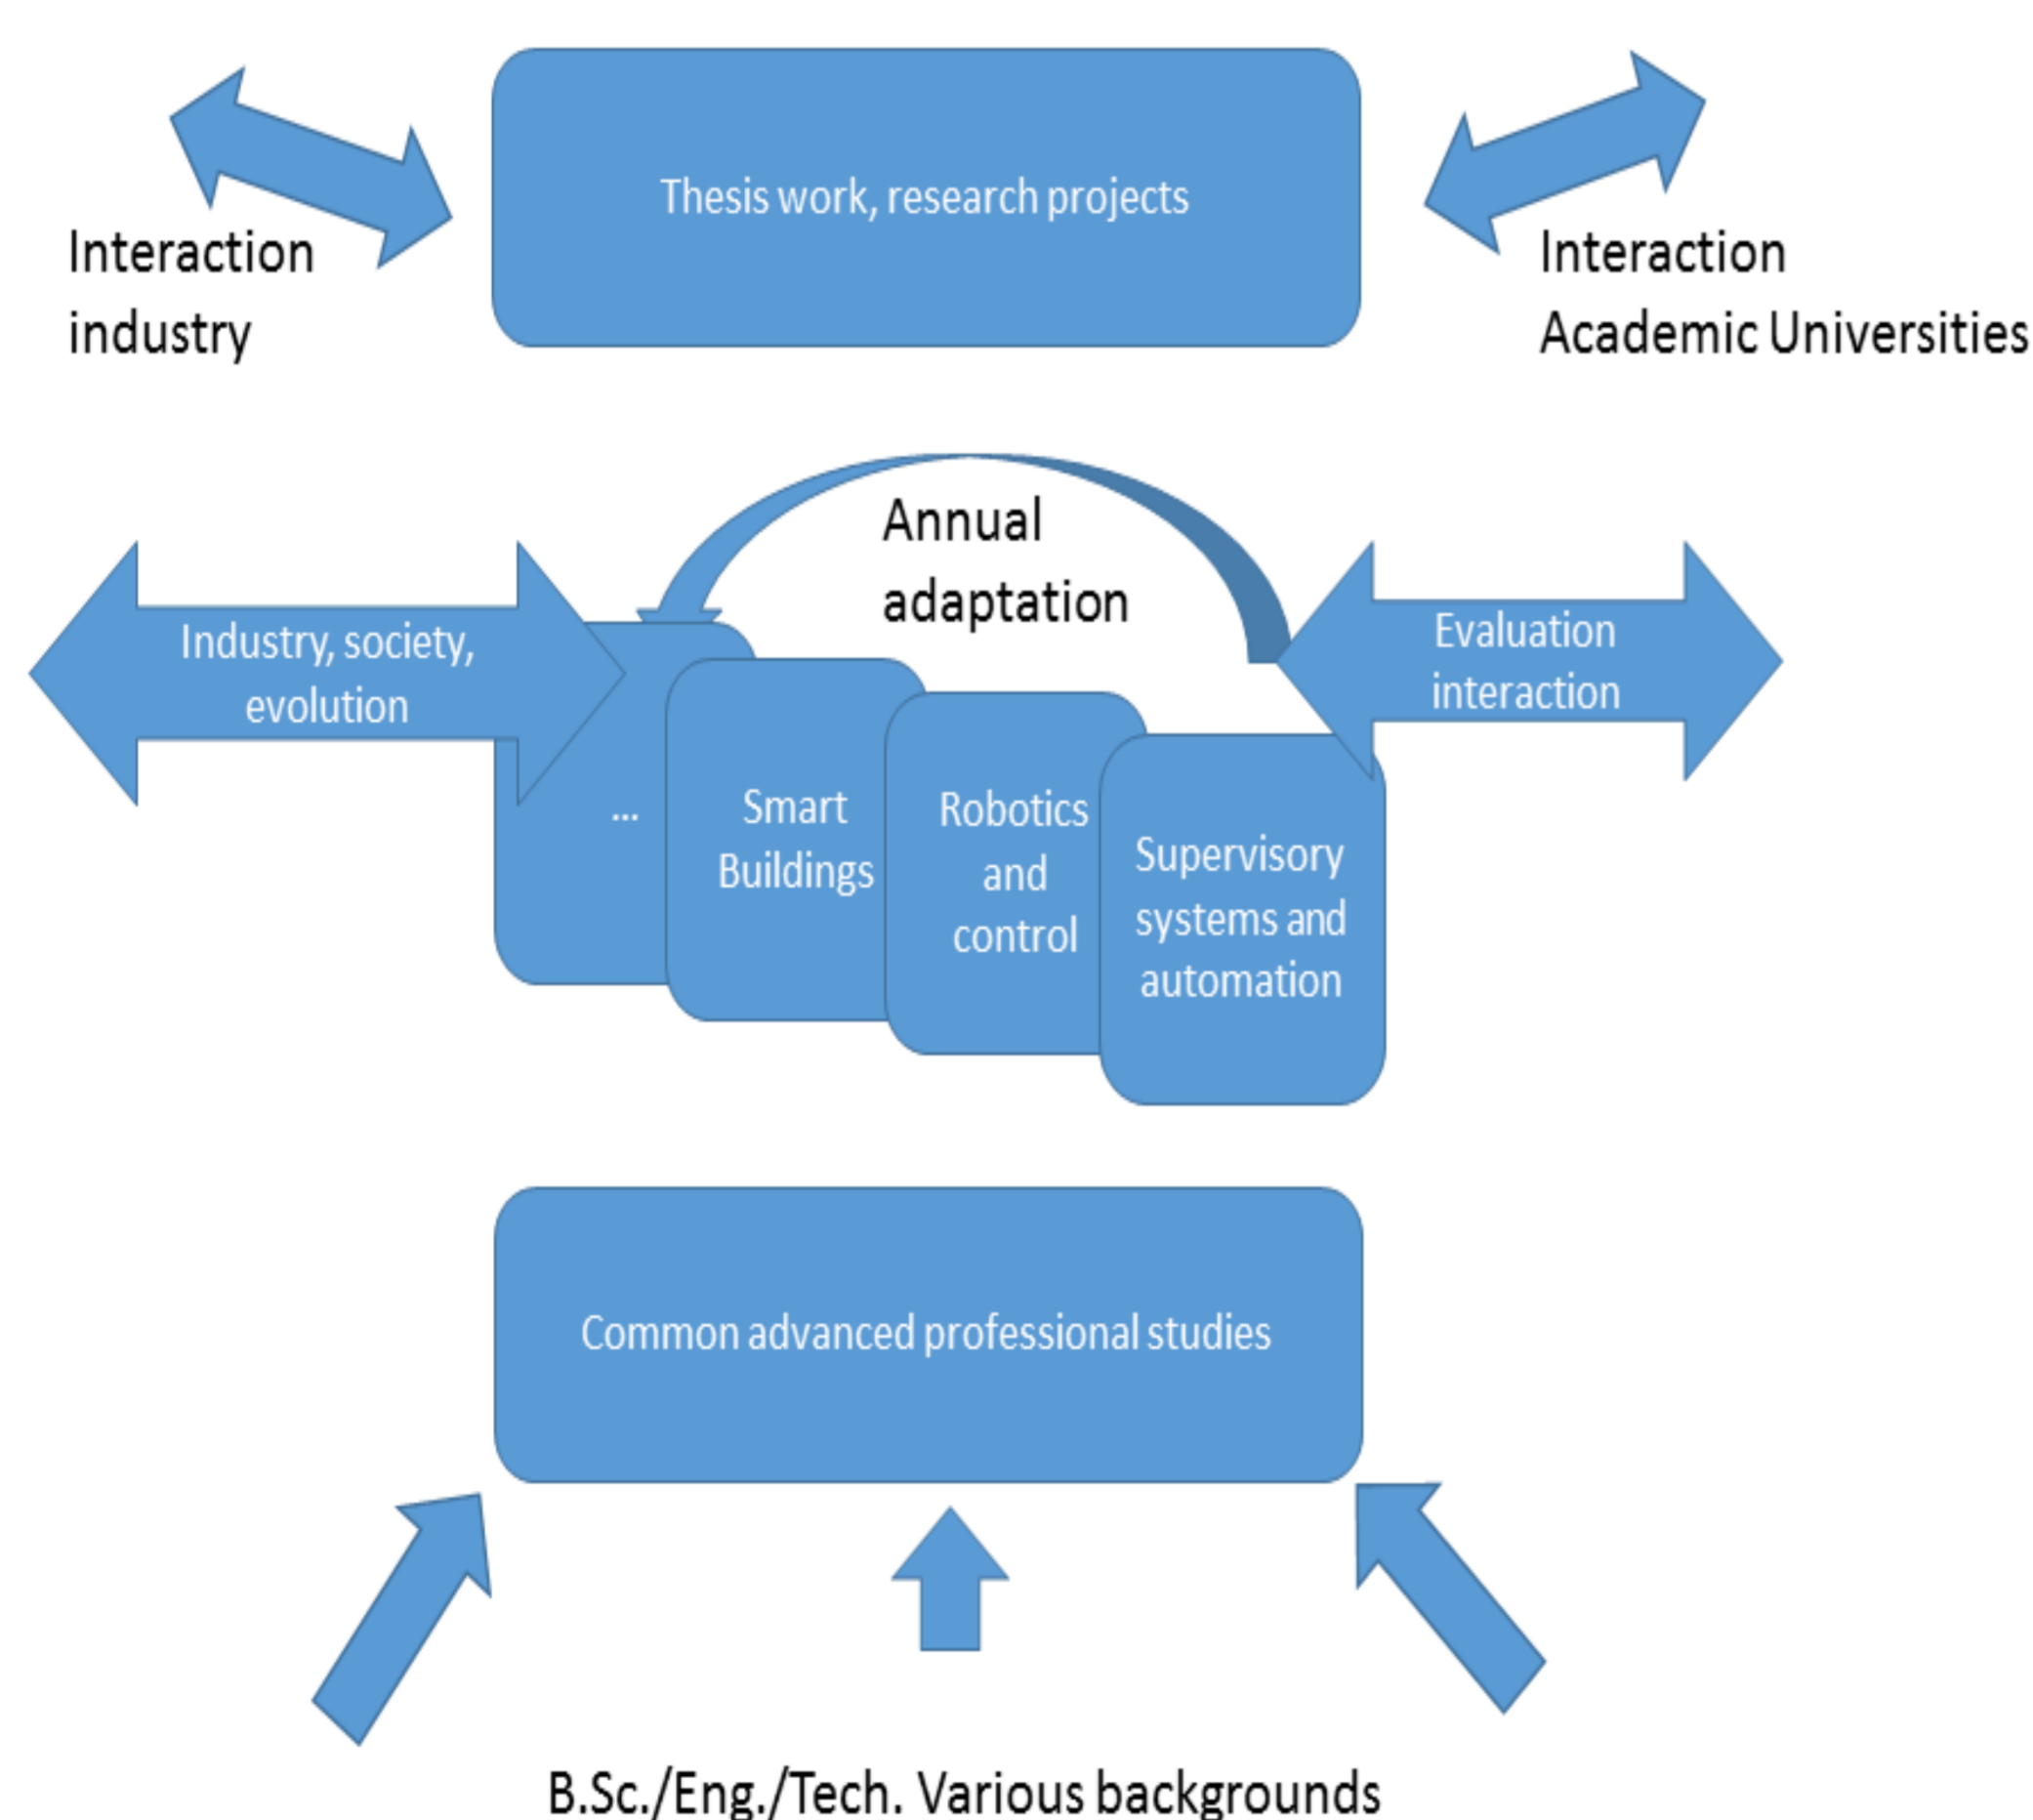 Thesis work, research projects
Interaction
industry
Interaction
Academic Universities
Annual
adaptation
Industry, society,
evolution
Evaluation
interaction
...
Smart
Buildings
Robotics
and
control
Supervisory
systems and
automation
Common advanced professional studies
B.Sc./Eng./Tech. Various backgrounds